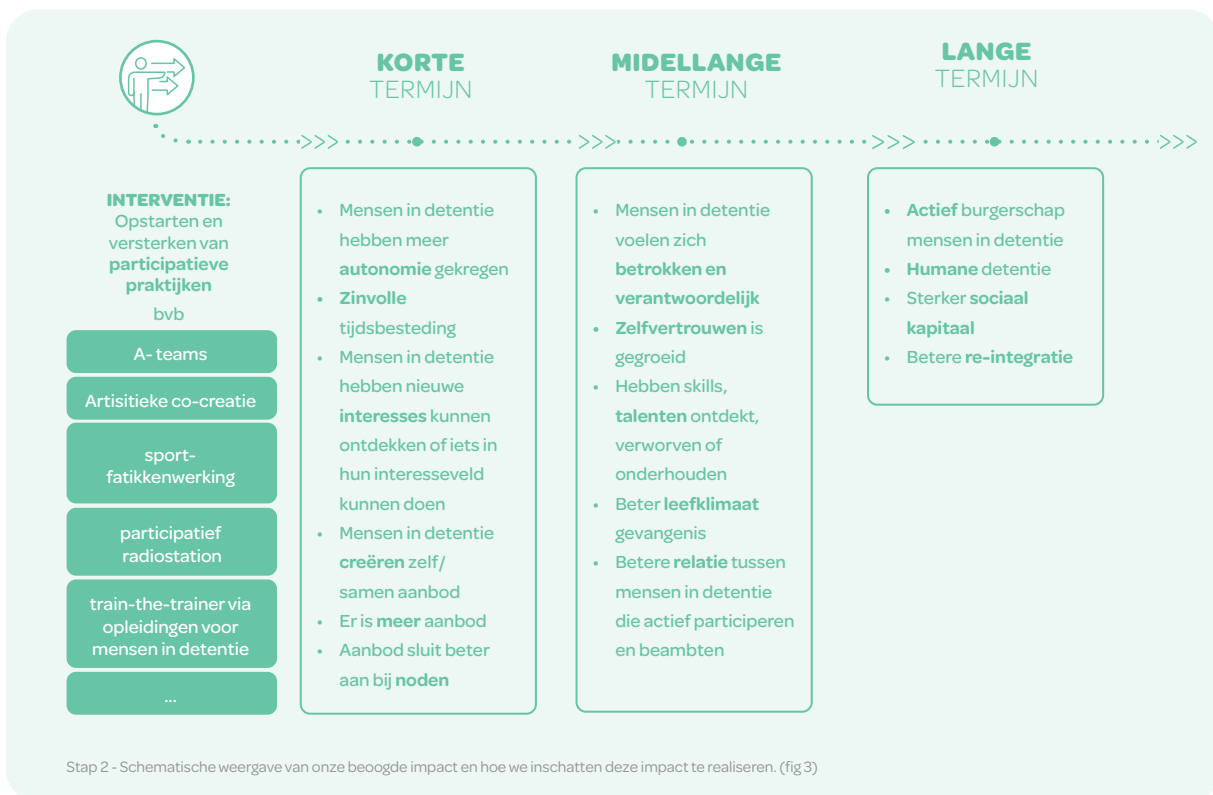 KORTE
TERMIJN
MIDELLANGE
TERMIJN
LANGE
TERMIJN
>>>
>>>
>>>
>>>
INTERVENTIE:
Opstarten en
versterken van
participatieve
praktijken
bvb
A- teams
Artisitieke co-creatie
sport-
fatikkenwerking
participatief
radiostation
train-the-trainer via
opleidingen voor
mensen in detentie
...
• Mensen in detentie
hebben meer
autonomie gekregen
• Zinvolle
tijdsbesteding
• Mensen in detentie
hebben nieuwe
interesses kunnen
ontdekken of iets in
hun interesseveld
kunnen doen
• Mensen in detentie
creëren zelf/
samen aanbod
• Er is meer aanbod
• Aanbod sluit beter
aan bij noden
• Mensen in detentie
voelen zich
betrokken en
verantwoordelijk
• Zelfvertrouwen is
gegroeid
• Hebben skills,
talenten ontdekt,
verworven of
onderhouden
• Beter leefklimaat
gevangenis
• Betere relatie tussen
mensen in detentie
die actief participeren
en beambten
• Actief burgerschap
mensen in detentie
• Humane detentie
• Sterker sociaal
kapitaal
• Betere re-integratie
Stap 2 - Schematische weergave van onze beoogde impact en hoe we inschatten deze impact te realiseren. (fig 3)